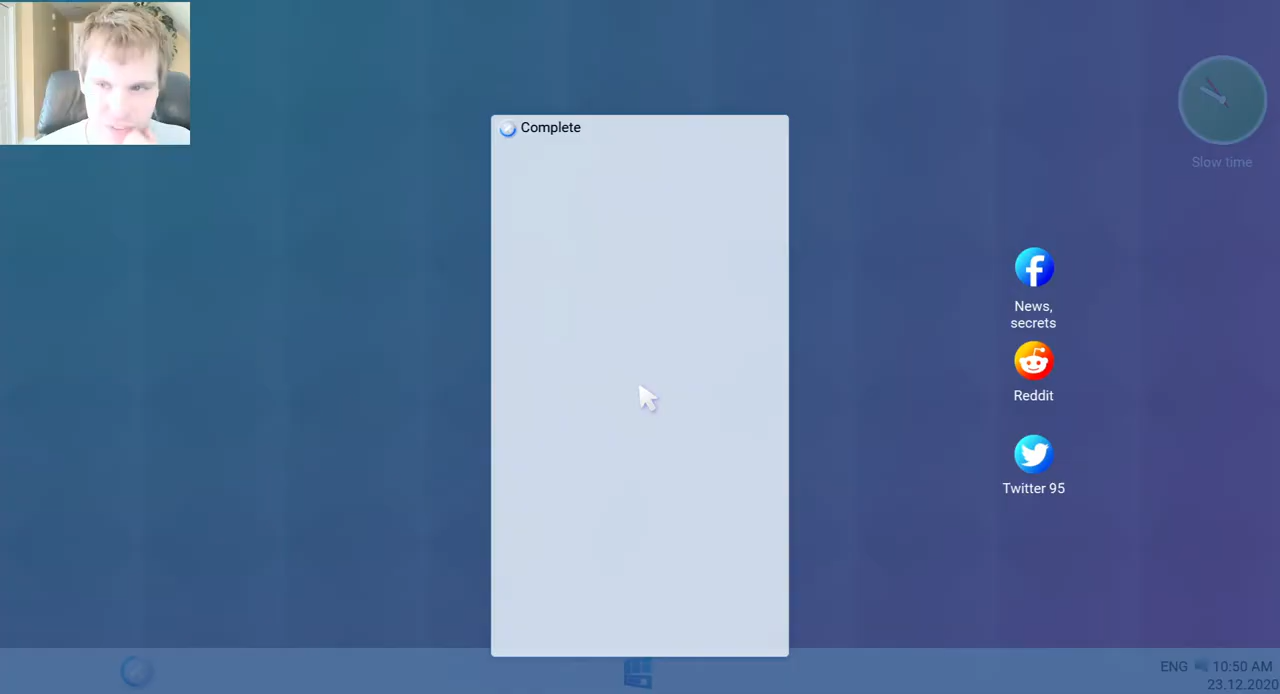 Complete
Slow time
News,
secrets
Reddit
Twitter 95
ENG 10:50 AM
23.12.2020